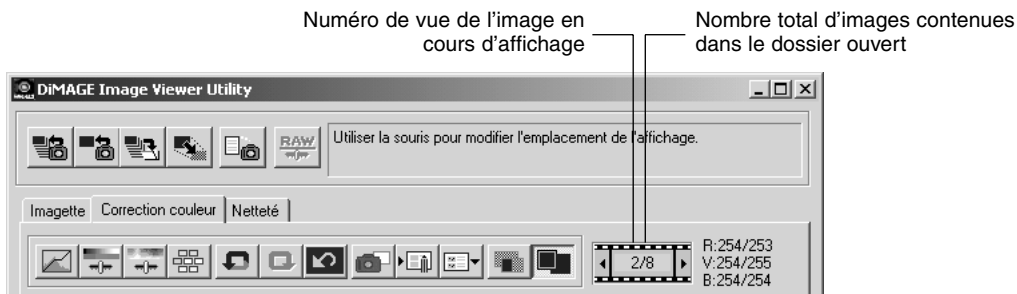 Numéro de vue de l'image en
cours d'affichage
Nombre total d'images contenues
dans le dossier ouvert
DiMAGE Image Viewer Utility
RAW
Utiliser la souris pour modifier l'emplacement de l'affichage.
Imagette
Correction couleur
Netteté
2/8
R:254/253
V:254/255
B:254/254